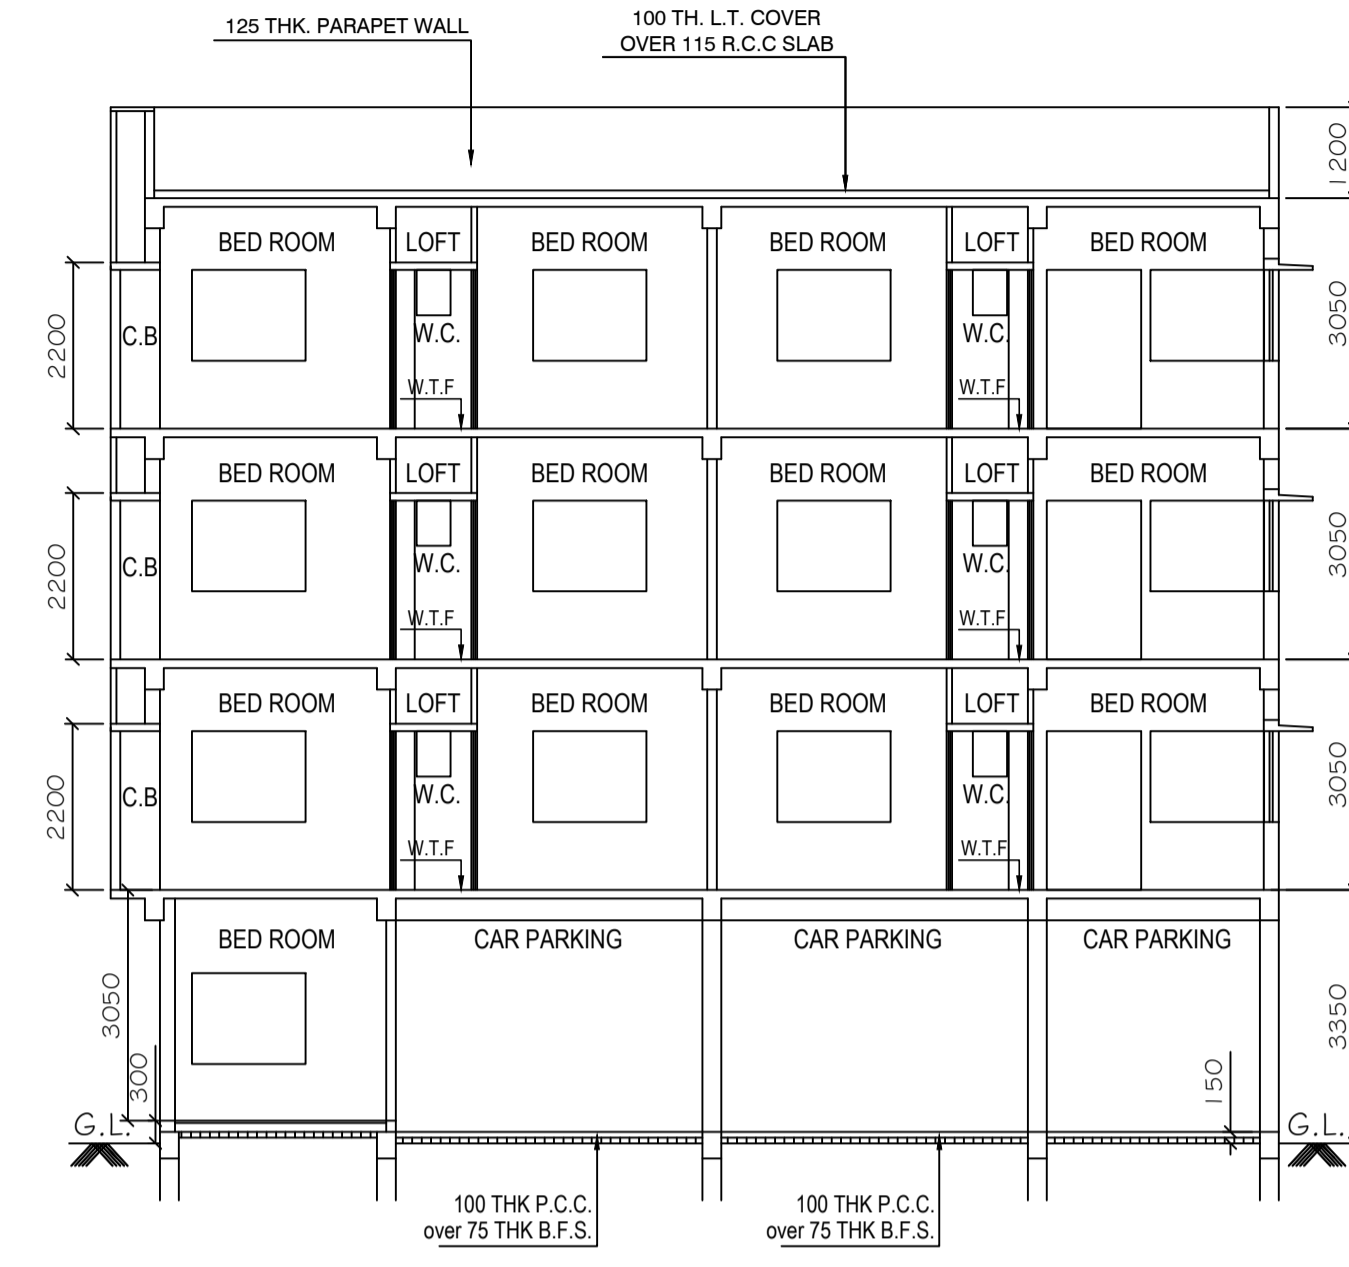 125 THK. PARAPET WALL
100 TH. L.T. COVER
OVER 115 R.C.C SLAB
1200
BED ROOM LOFT BED ROOM BED ROOM LOFT BED ROOM
2200 C.B W.C. W.C. 3050
W.T.F W.T.F
BED ROOM LOFT BED ROOM BED ROOM LOFT BED ROOM
2200 C.B W.C. W.C. 3050
W.T.F W.T.F
BED ROOM LOFT BED ROOM BED ROOM LOFT BED ROOM
2200 C.B W.C. W.C. 3050
W.T.F W.T.F
BED ROOM CAR PARKING CAR PARKING CAR PARKING
3050 3350
300 150
G.L. G.L.
100 THK P.C.C. 100 THK P.C.C.
over 75 THK B.F.S. over 75 THK B.F.S.